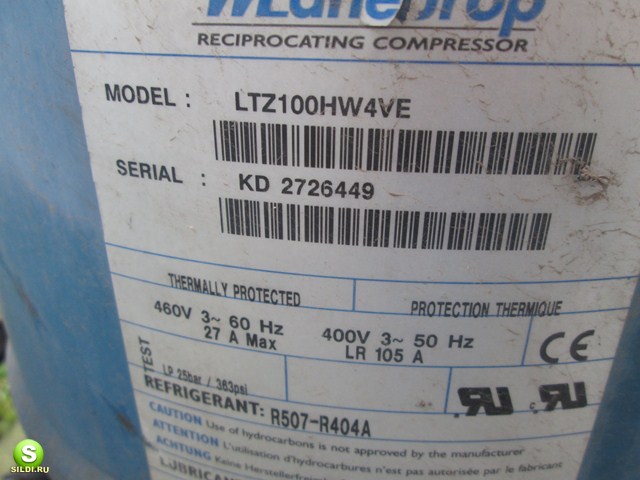 RECIPROCATING COMPRESSOR
MODEL : LTZ100HW4VE
SERIAL : KD 2726449
THERMALLY PROTECTED PROTECTION THERMIQUE
460V 3~ 60 Hz 400V 3~ 50 Hz
27 A Max LR 105 A
CE
TEST LP 25bar / 363psi
REFRIGERANT: R507-R404A
CAUTION Use of hydrocarbons is not approved by the manufacturer
ATTENTION L'utilisation d'hydrocarbures n'est pas autorisée par le fabricant
ACHTUNG Keine
S
SILDI.RU